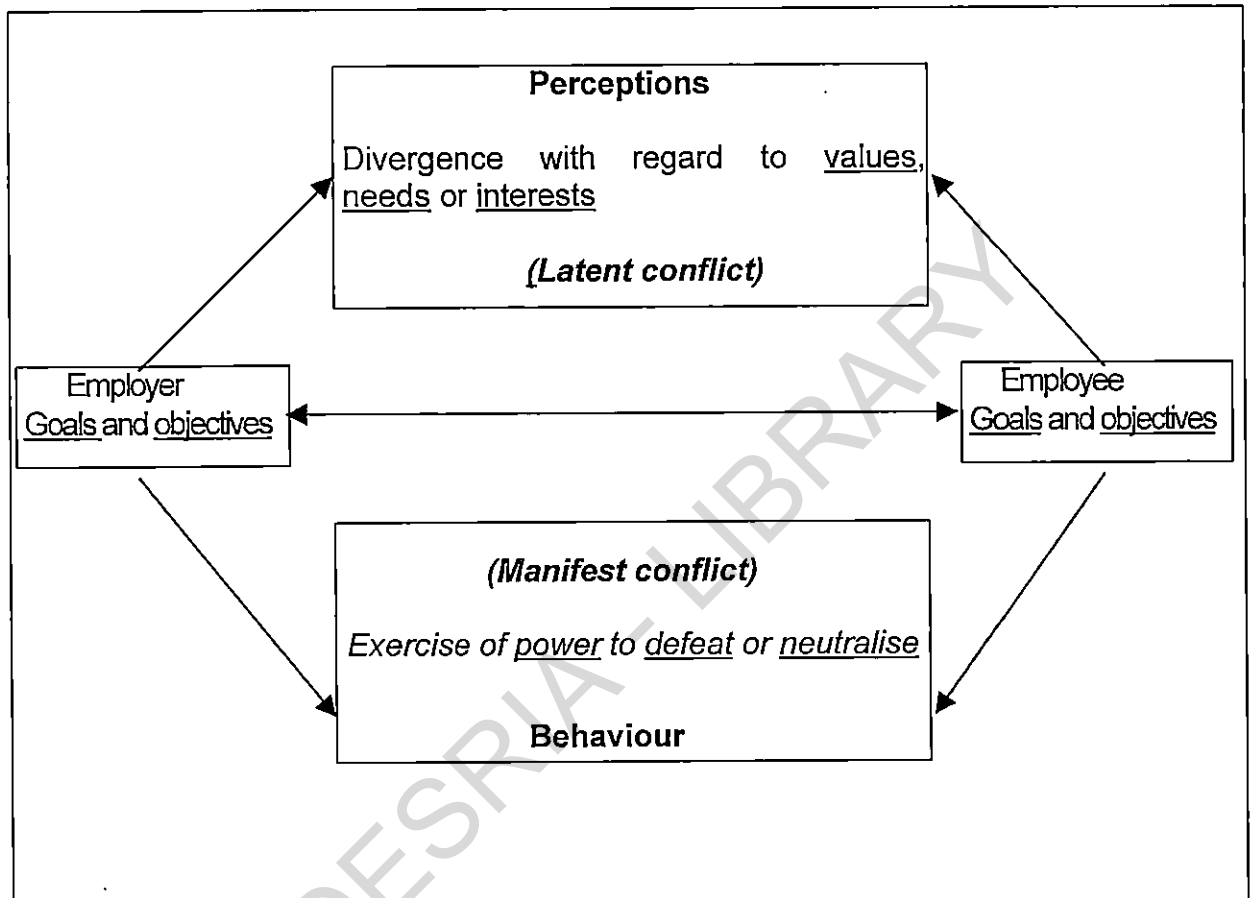 Perceptions
Divergence with regard to values,
needs or interests
(Latent conflict)
Employer
Goals and objectives
Employee
Goals and objectives
(Manifest conflict)
Exercise of power to defeat or neutralise
Behaviour
DESRIA - LIBRARY